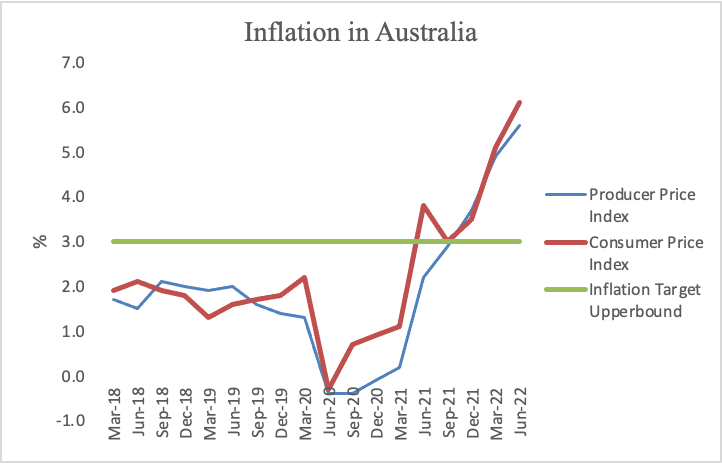 Inflation in Australia
7.0
6.0
5.0
4.0
3.0
2.0
1.0
0.0
-1.0
%
Mar-18
Jun-18
Sep-18
Dec-18
Mar-19
Jun-19
Sep-19
Dec-19
Mar-20
Jun-20
Sep-20
Dec-20
Mar-21
Jun-21
Sep-21
Dec-21
Mar-22
Jun-22
Producer Price
Index
Consumer Price
Index
Inflation Target
Upperbound